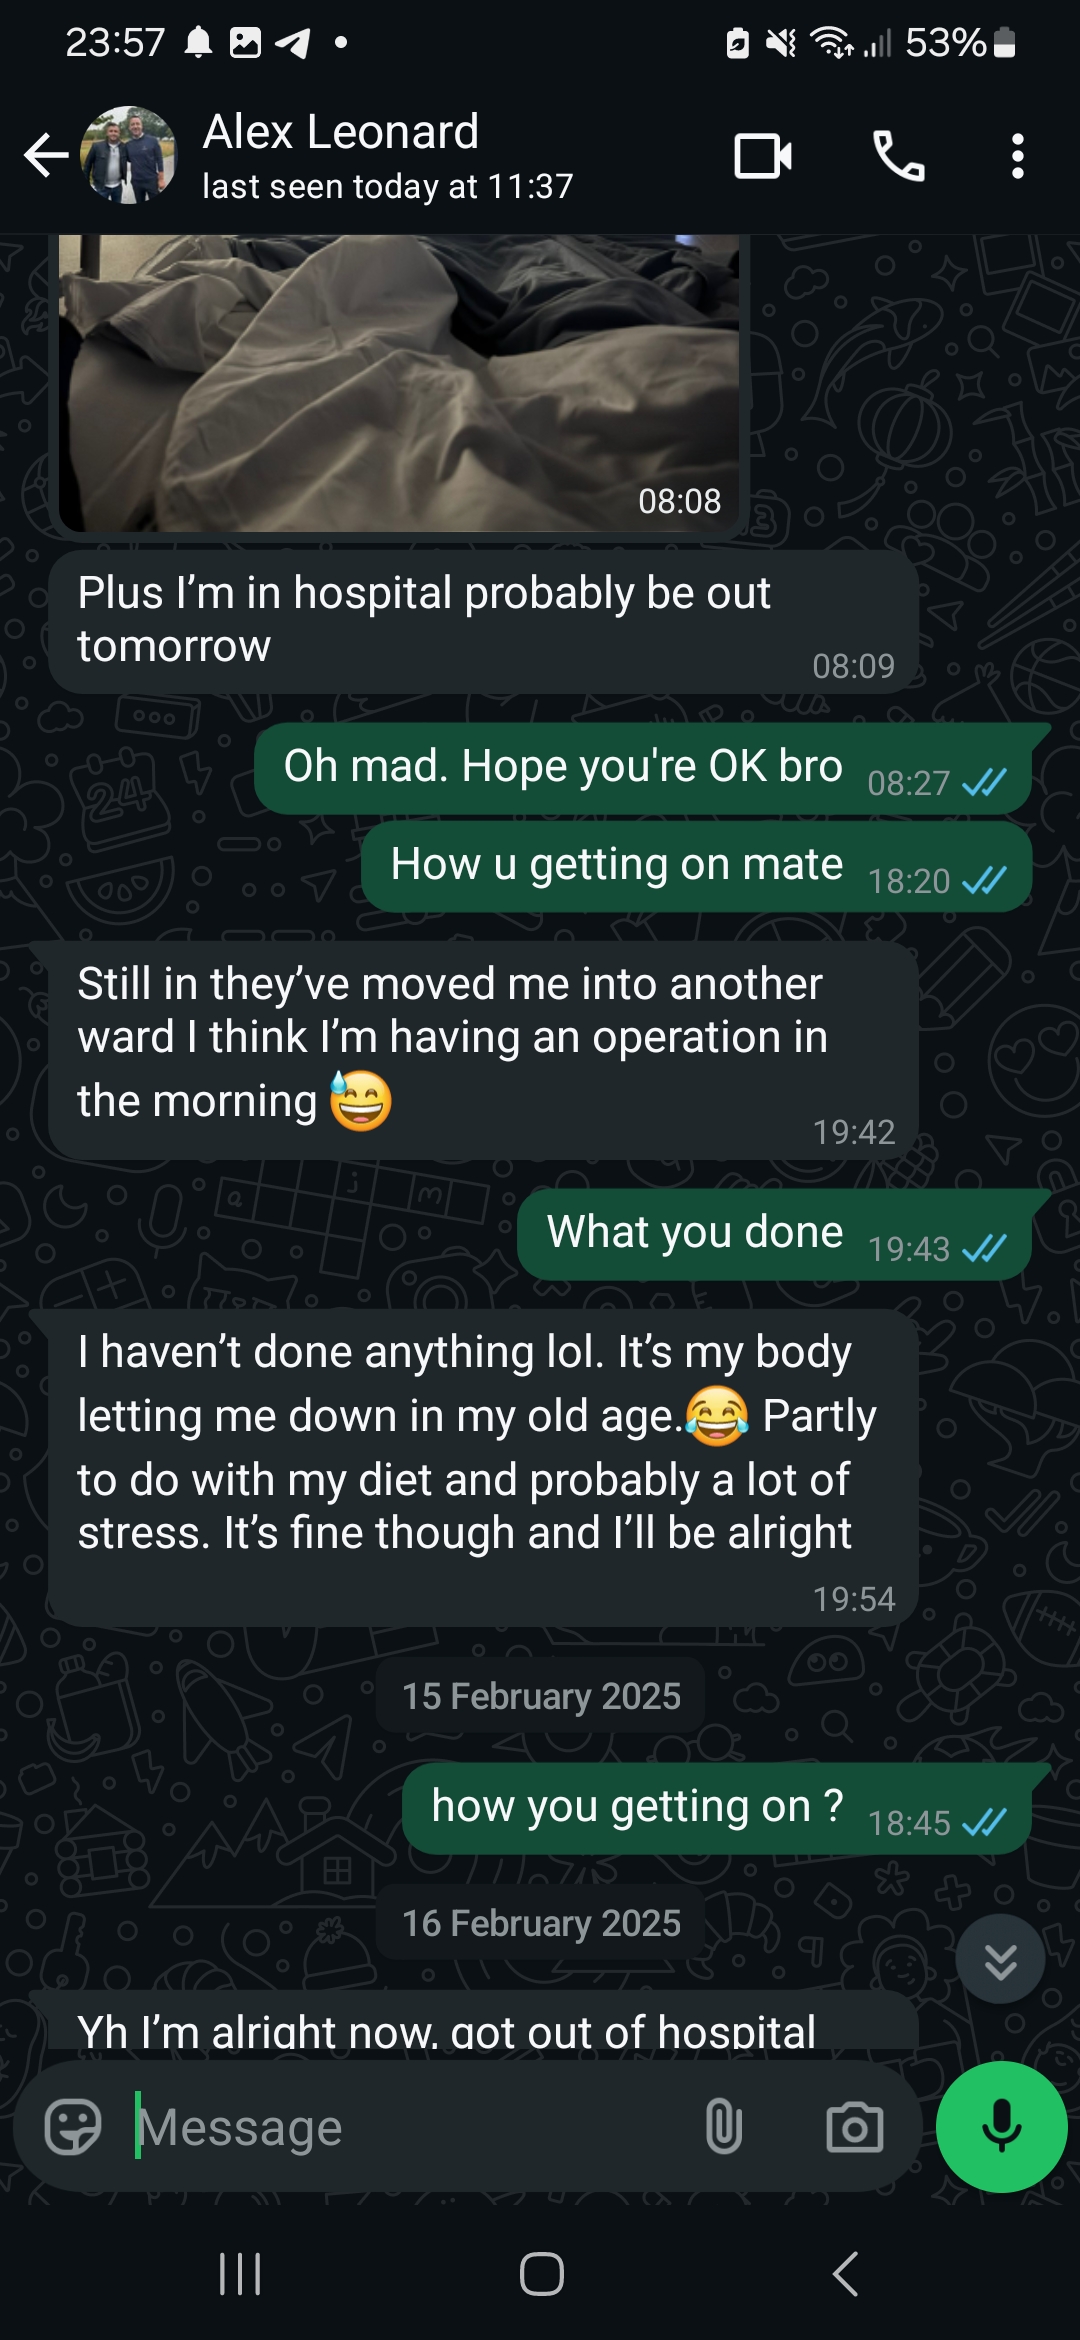 23:57
53%
Alex Leonard
last seen today at 11:37
08:08
Plus I’m in hospital probably be out
tomorrow
08:09
Oh mad. Hope you're OK bro 08:27
How u getting on mate 18:20
Still in they’ve moved me into another
ward I think I’m having an operation in
the morning 😅
19:42
What you done 19:43
I haven’t done anything lol. It’s my body
letting me down in my old age.😂 Partly
to do with my diet and probably a lot of
stress. It’s fine though and I’ll be alright
19:54
15 February 2025
how you getting on ? 18:45
16 February 2025
Yh I’m alright now, got out of hospital
Message